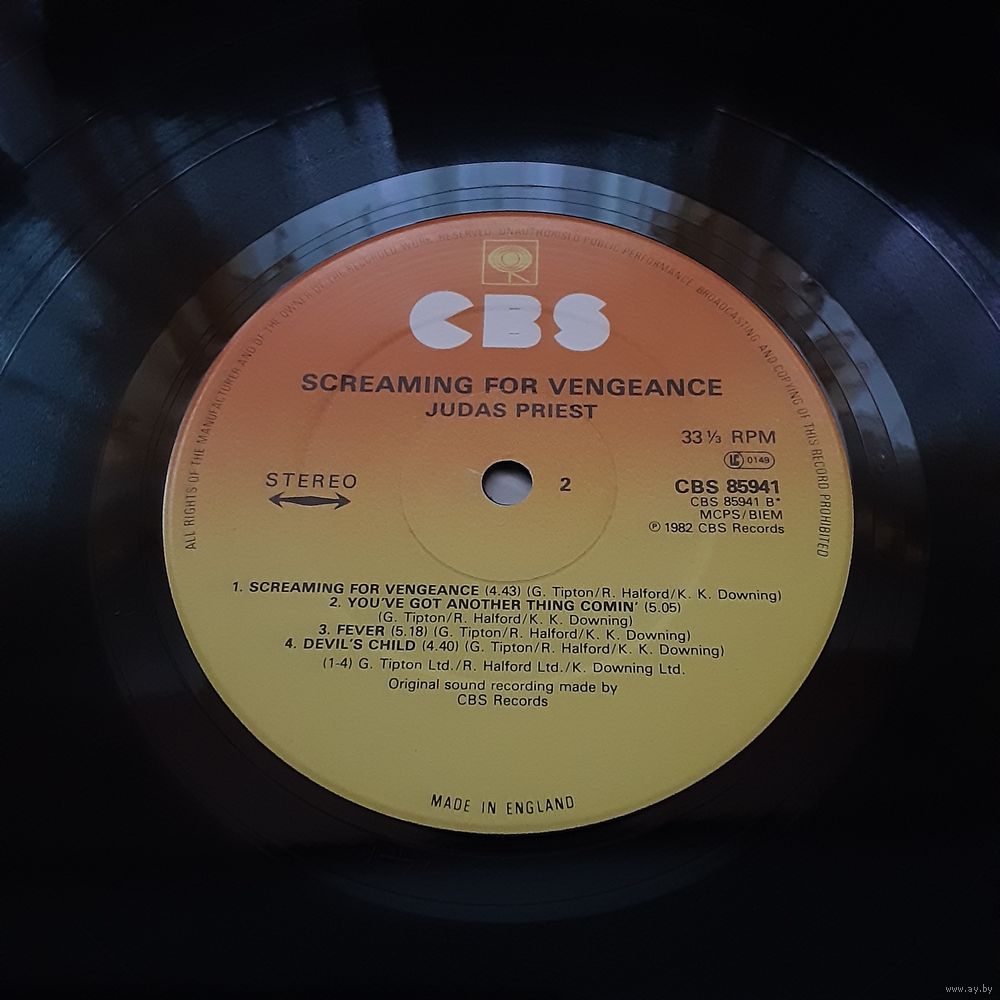 ALL RIGHTS OF THE MANUFACTURER AND OF THE OWNER OF THE RECORDED WORK RESERVED. UNAUTHORISED PUBLIC PERFORMANCE BROADCASTING AND COPYING OF THIS RECORD PROHIBITED
CBS
SCREAMING FOR VENGEANCE
JUDAS PRIEST
33 ⅓ RPM
LC 0149
STEREO
2
CBS 85941
CBS 85941 B*
MCPS/BIEM
℗ 1982 CBS Records
1. SCREAMING FOR VENGEANCE (4.43) (G. Tipton/R. Halford/K. K. Downing)
2. YOU'VE GOT ANOTHER THING COMIN' (5.05)
(G. Tipton/R. Halford/K. K. Downing)
3. FEVER (5.18) (G. Tipton/R. Halford/K. K. Downing)
4. DEVIL'S CHILD (4.40) (G. Tipton/R. Halford/K. K. Downing)
(1-4) G. Tipton Ltd./R. Halford Ltd./K. Downing Ltd.
Original sound recording made by
CBS Records
MADE IN ENGLAND
www.ay.by